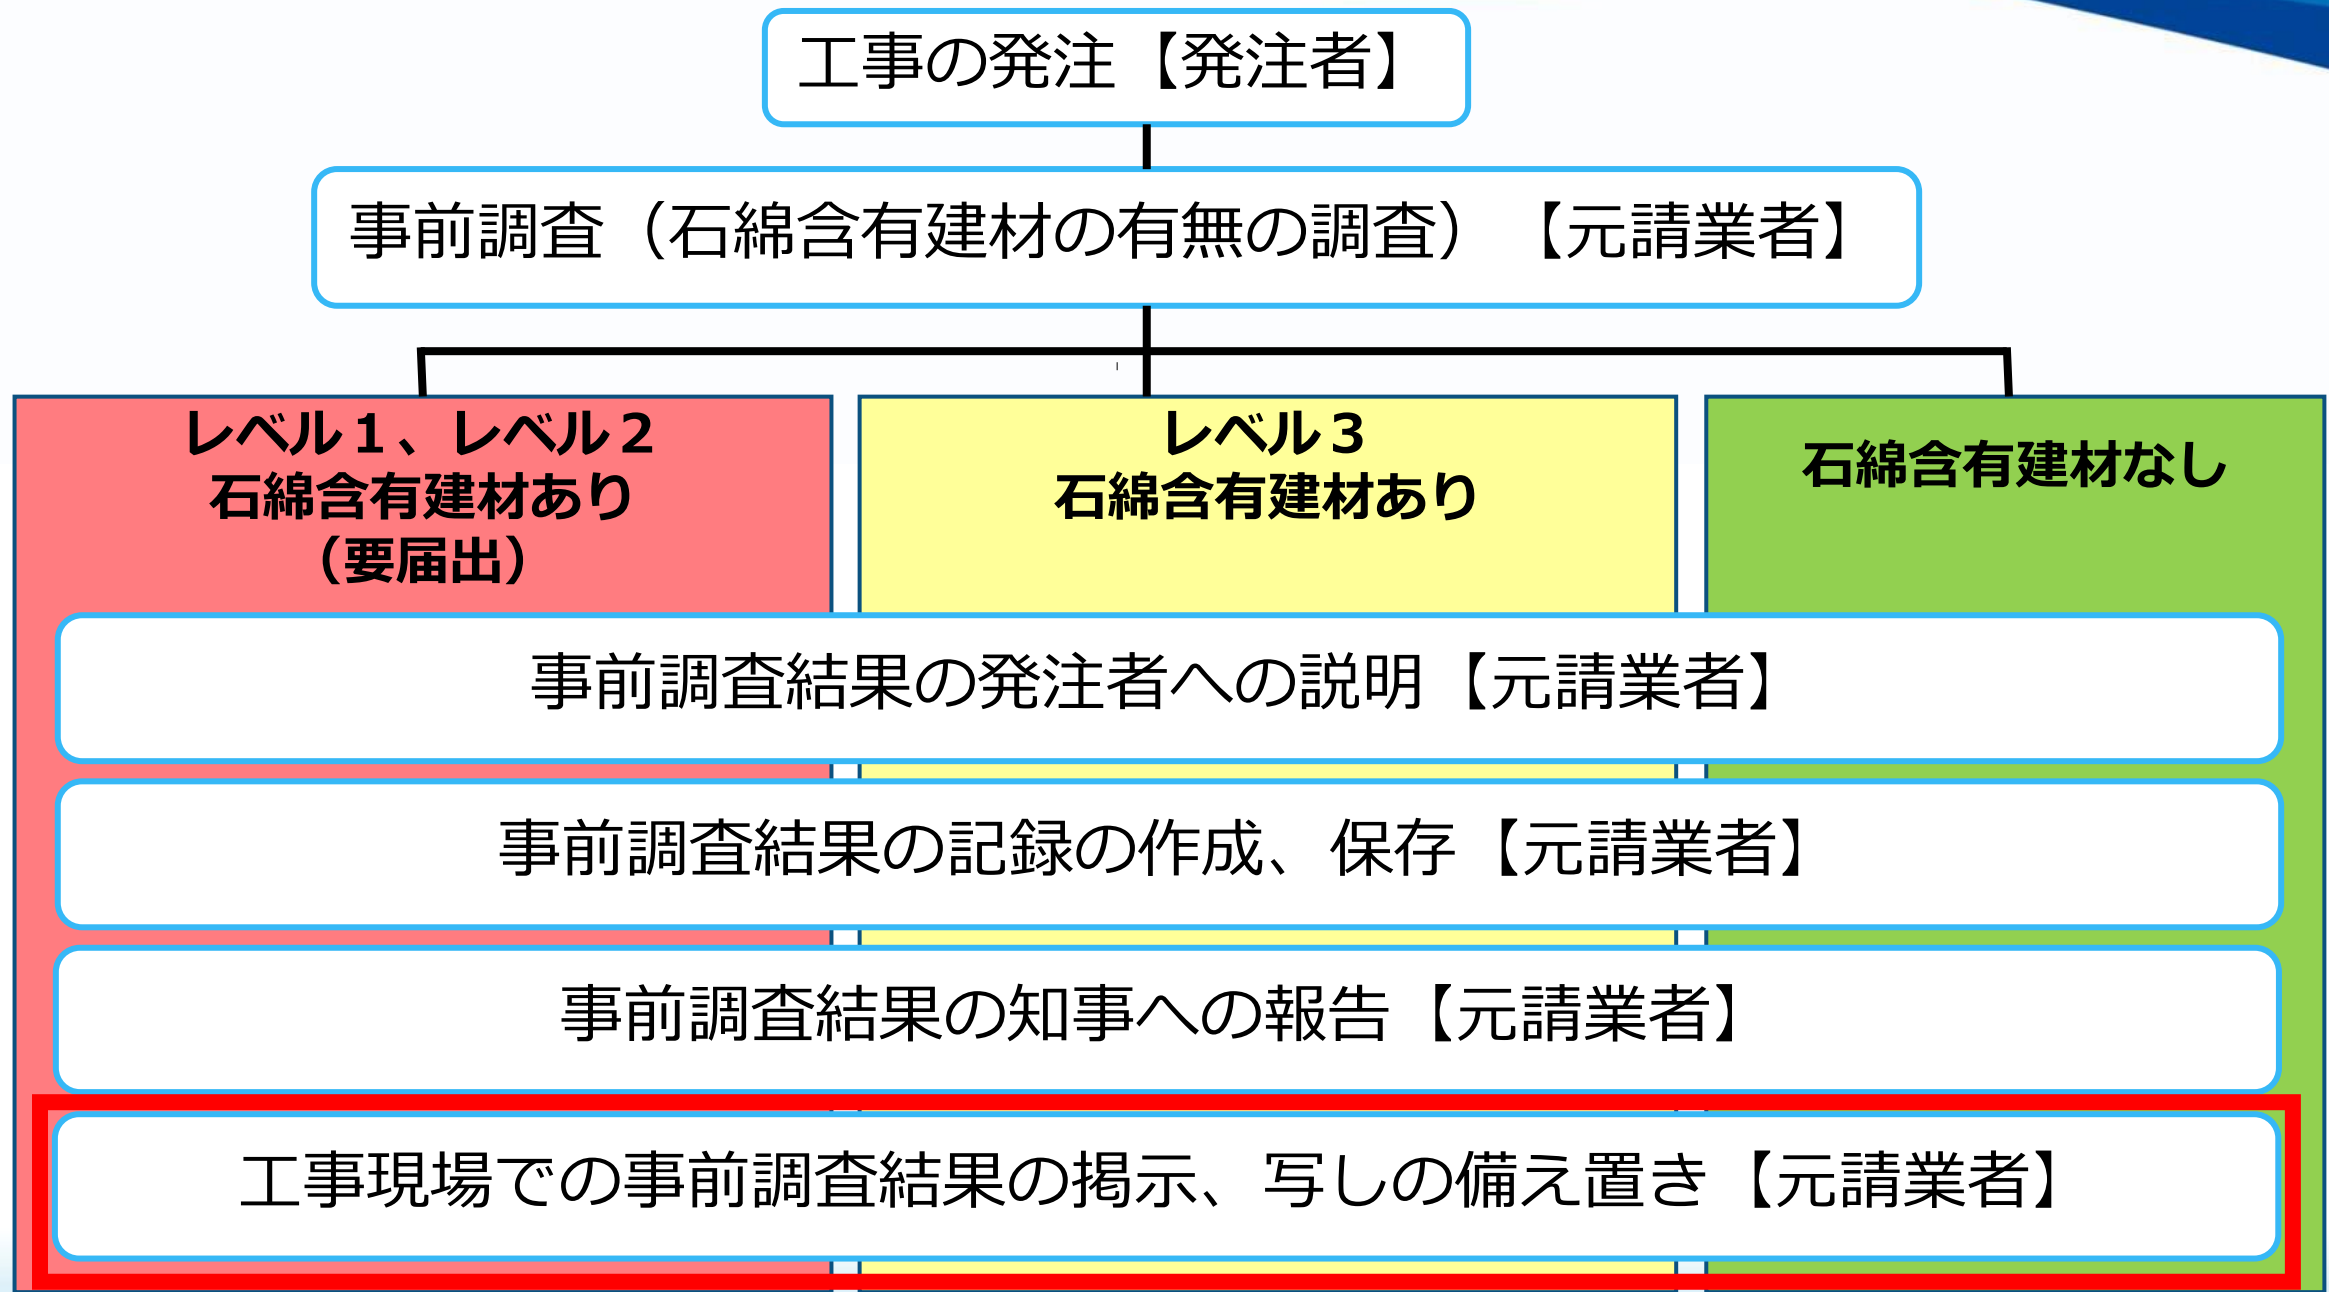 工事の発注【発注者】
事前調査（石綿含有建材の有無の調査）【元請業者】
レベル１、レベル２
石綿含有建材あり
（要届出）
レベル３
石綿含有建材あり
石綿含有建材なし
事前調査結果の発注者への説明【元請業者】
事前調査結果の記録の作成、保存【元請業者】
事前調査結果の知事への報告【元請業者】
工事現場での事前調査結果の掲示、写しの備え置き【元請業者】